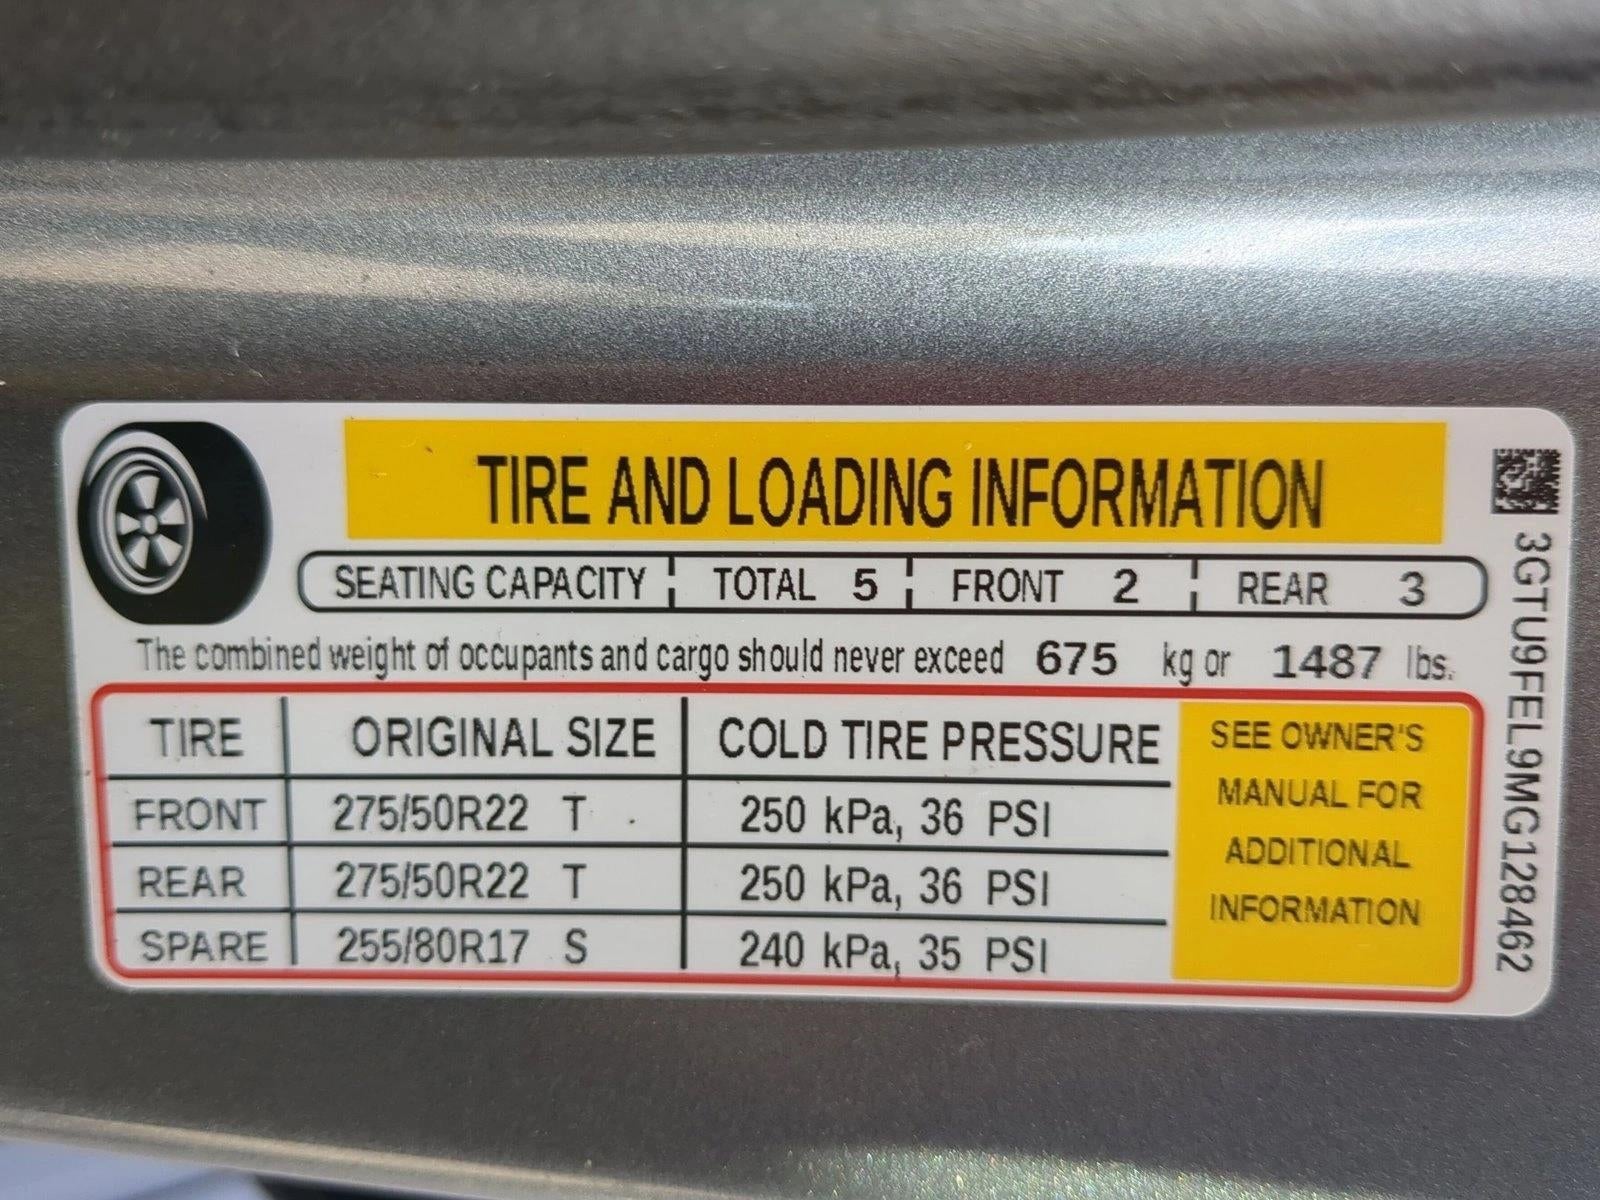 TIRE AND LOADING INFORMATION
SEATING CAPACITY TOTAL 5 FRONT 2 REAR 3
The combined weight of occupants and cargo should never exceed 675 kg or 1487 lbs.
TIRE ORIGINAL SIZE COLD TIRE PRESSURE
FRONT 275/50R22 T 250 kPa, 36 PSI
REAR 275/50R22 T 250 kPa, 36 PSI
SPARE 255/80R17 S 240 kPa, 35 PSI
SEE OWNER'S
MANUAL FOR
ADDITIONAL
INFORMATION
3GTU9FEL9MG128462